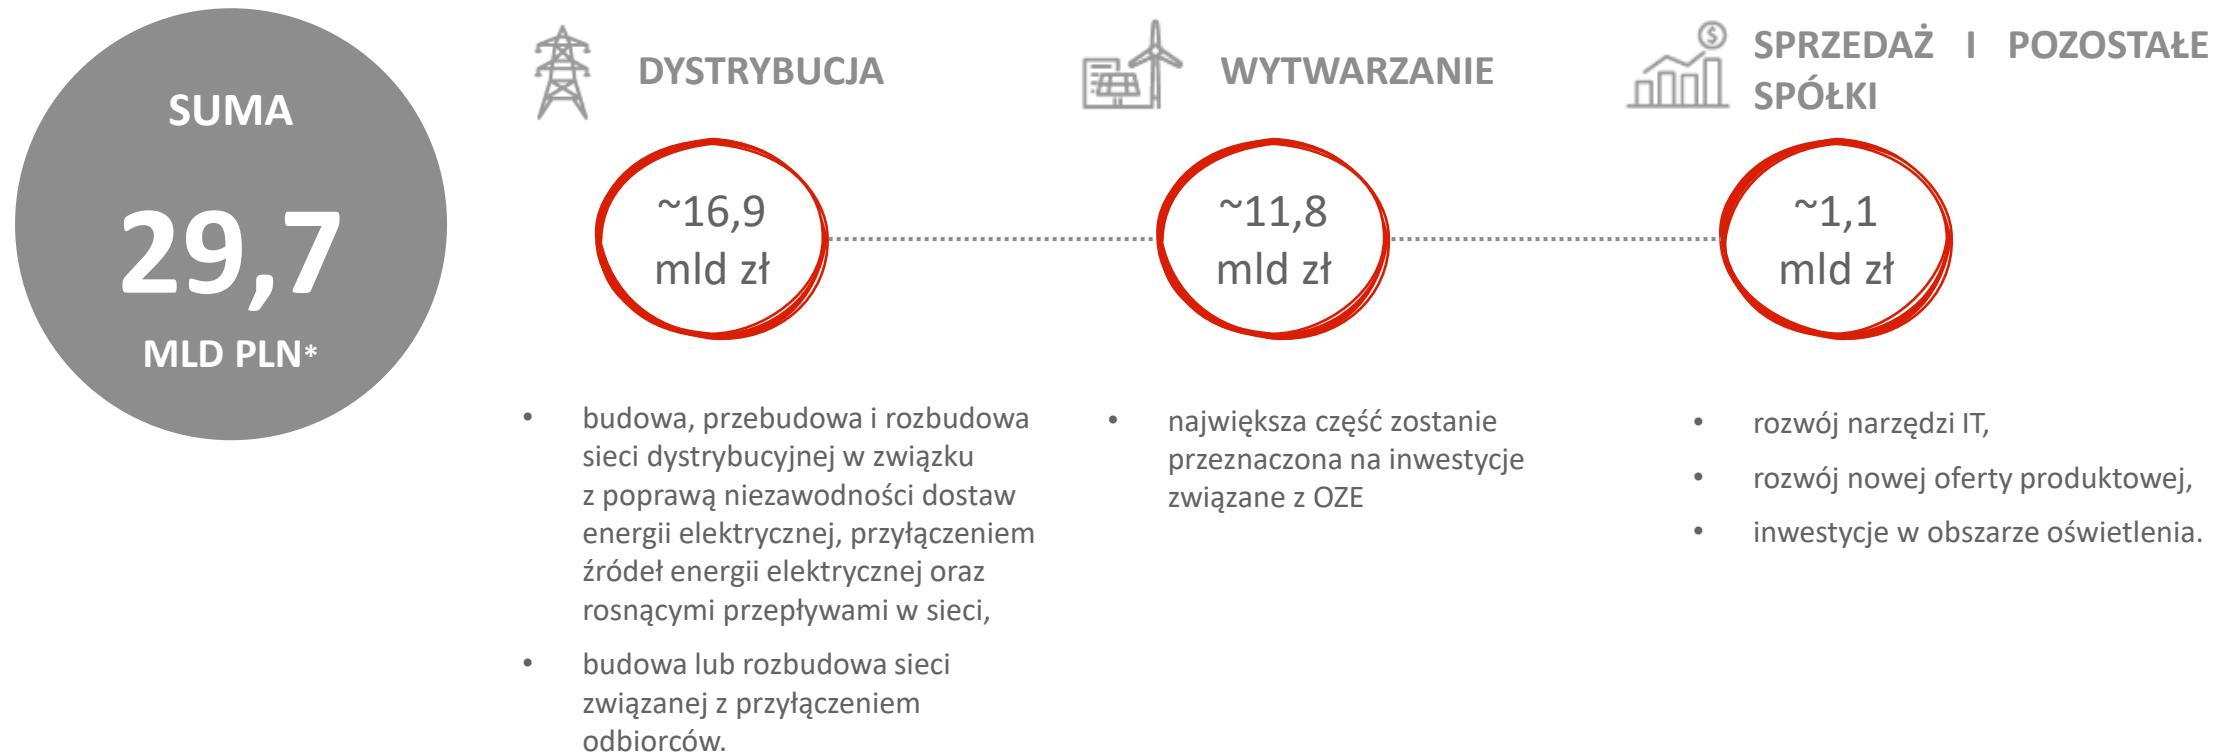 SUMA
29,7
MLD PLN*
DYSTRYBUCJA
~16,9
mld zł
• budowa, przebudowa i rozbudowa
sieci dystrybucyjnej w związku
z poprawą niezawodności dostaw
energii elektrycznej, przyłączeniem
źródeł energii elektrycznej oraz
rosnącymi przepływami w sieci,
• budowa lub rozbudowa sieci
związanej z przyłączeniem
odbiorców.
WYTWARZANIE
~11,8
mld zł
• największa część zostanie
przeznaczona na inwestycje
związane z OZE
SPRZEDAŻ I POZOSTAŁE
SPÓŁKI
~1,1
mld zł
• rozwój narzędzi IT,
• rozwój nowej oferty produktowej,
• inwestycje w obszarze oświetlenia.